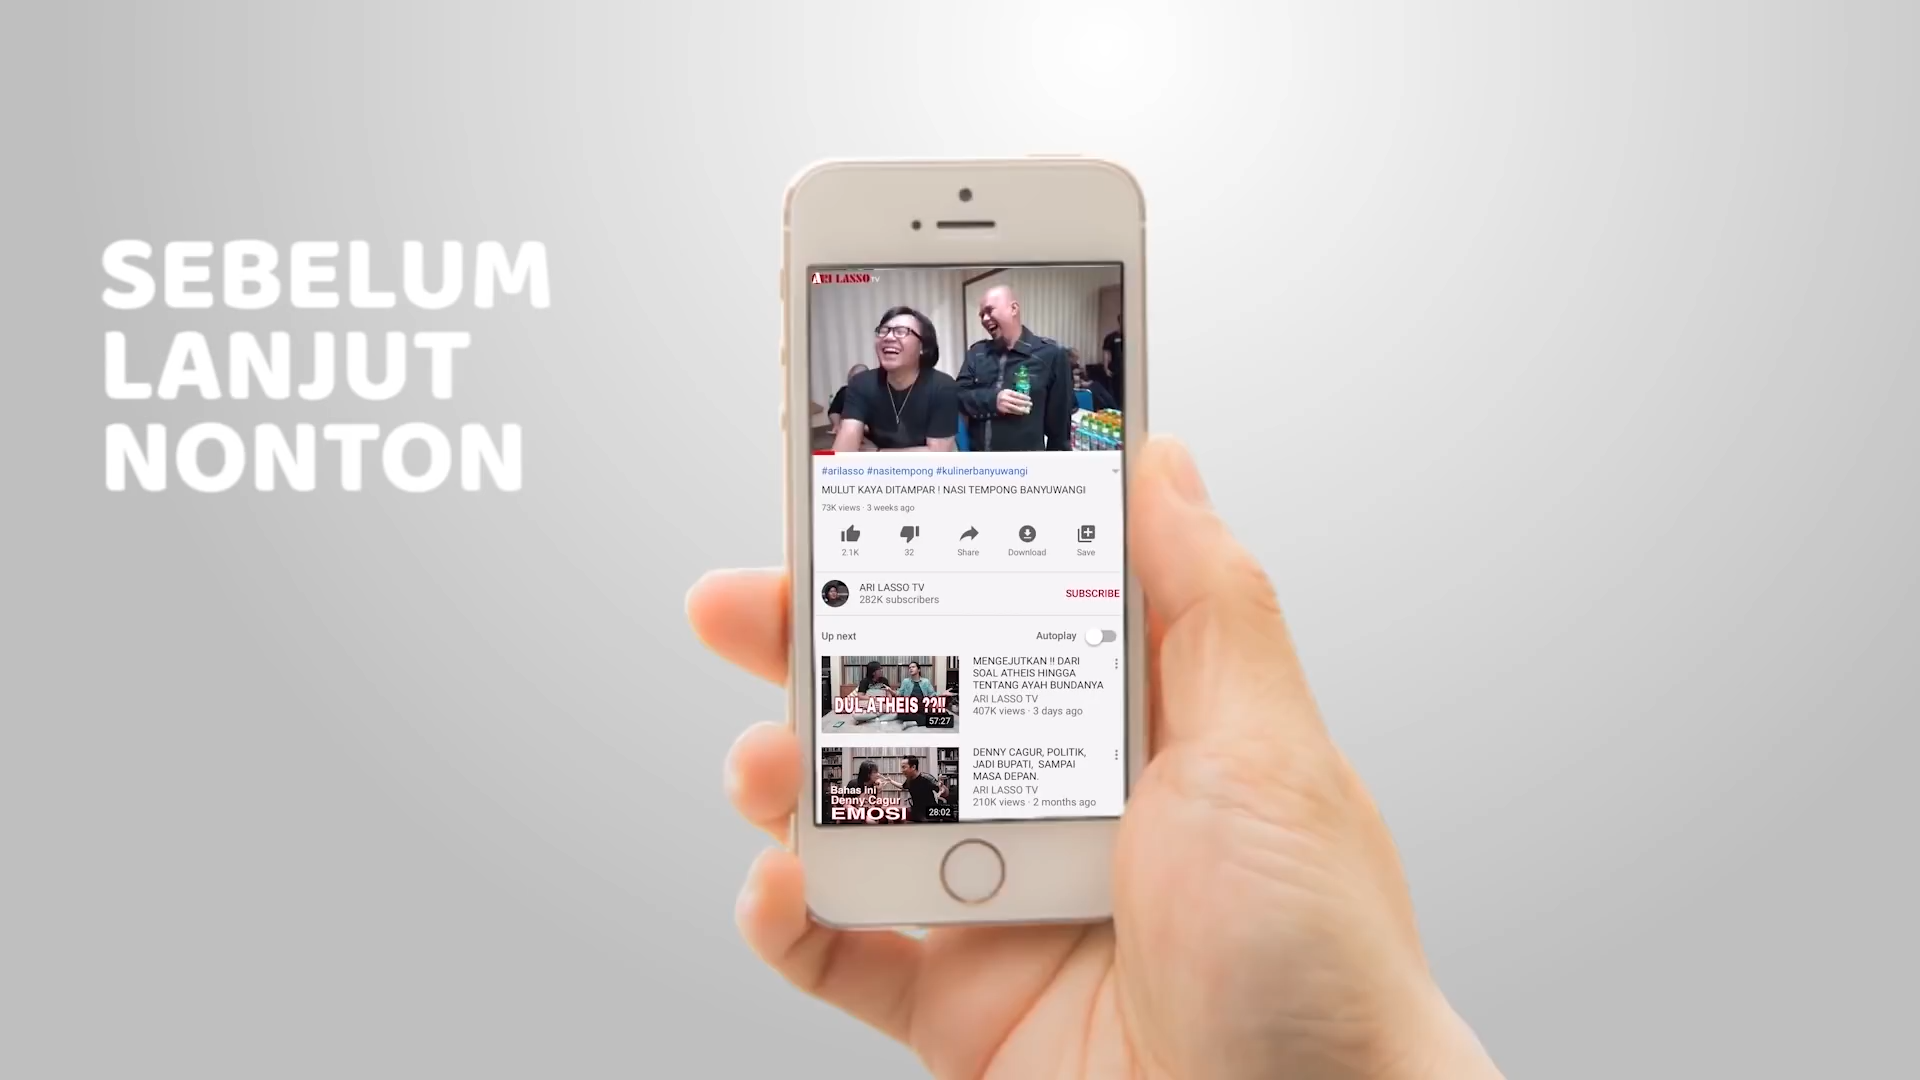 SEBELUM
LANJUT
NONTON
ARI LASSO TV
#arilasso #nasitempong #kulinerbanyuwangi
MULUT KAYA DITAMPAR ! NASI TEMPONG BANYUWANGI
73K views · 3 weeks ago
2.1K
32
Share
Download
Save
ARI LASSO TV
282K subscribers
SUBSCRIBE
Up next
Autoplay
DUL ATHEIS ??!!
57:27
MENGEJUTKAN !! DARI
SOAL ATHEIS HINGGA
TENTANG AYAH BUNDANYA
ARI LASSO TV
407K views · 3 days ago
Bahas ini
Denny Cagur
EMOSI
28:02
DENNY CAGUR, POLITIK,
JADI BUPATI, SAMPAI
MASA DEPAN.
ARI LASSO TV
210K views · 2 months ago